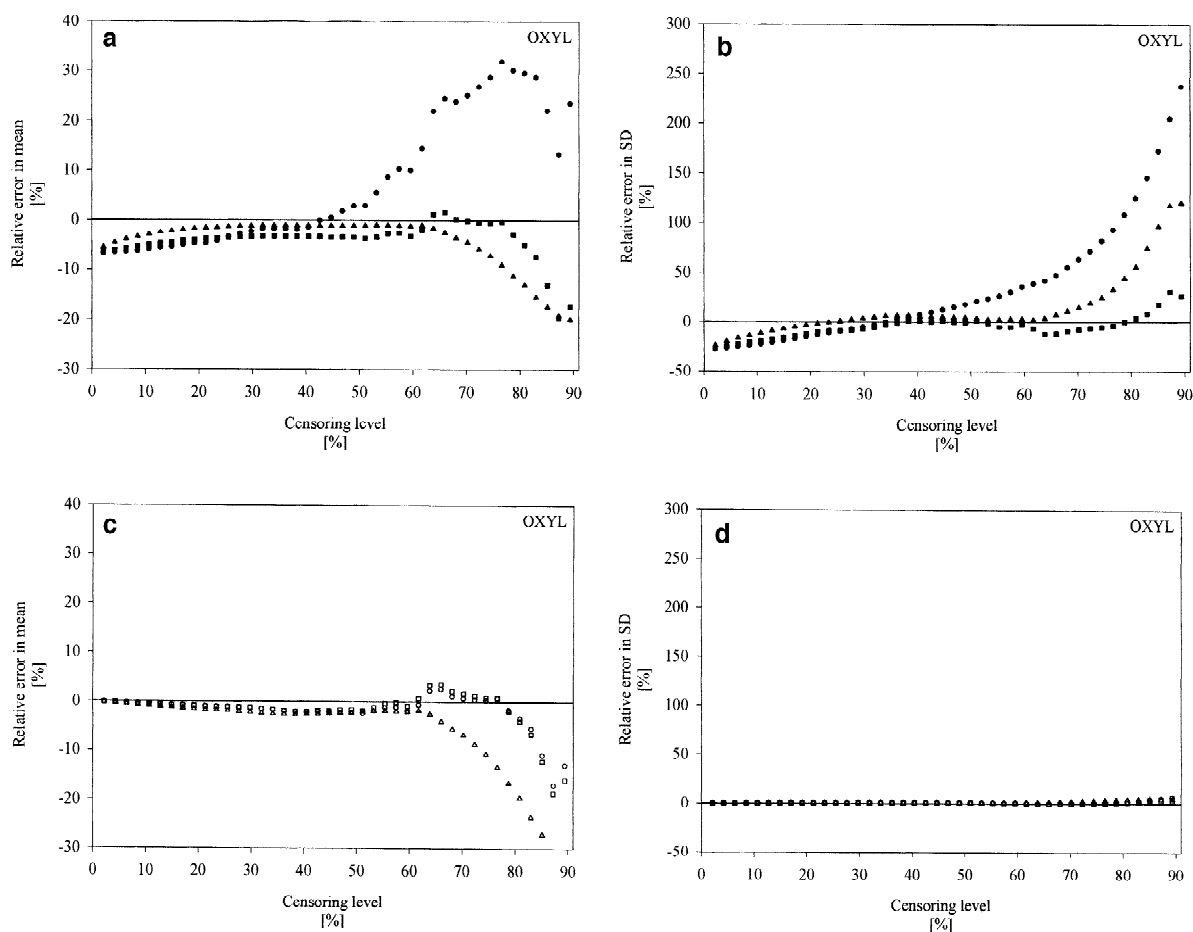 a
OXYL
40
30
20
10
0
-10
-20
-30
Relative error in mean
[%]
0 10 20 30 40 50 60 70 80 90
Censoring level
[%]
b
OXYL
300
250
200
150
100
50
0
-50
Relative error in SD
[%]
0 10 20 30 40 50 60 70 80 90
Censoring level
[%]
c
OXYL
40
30
20
10
0
-10
-20
-30
Relative error in mean
[%]
0 10 20 30 40 50 60 70 80 90
Censoring level
[%]
d
OXYL
300
250
200
150
100
50
0
-50
Relative error in SD
[%]
0 10 20 30 40 50 60 70 80 90
Censoring level
[%]